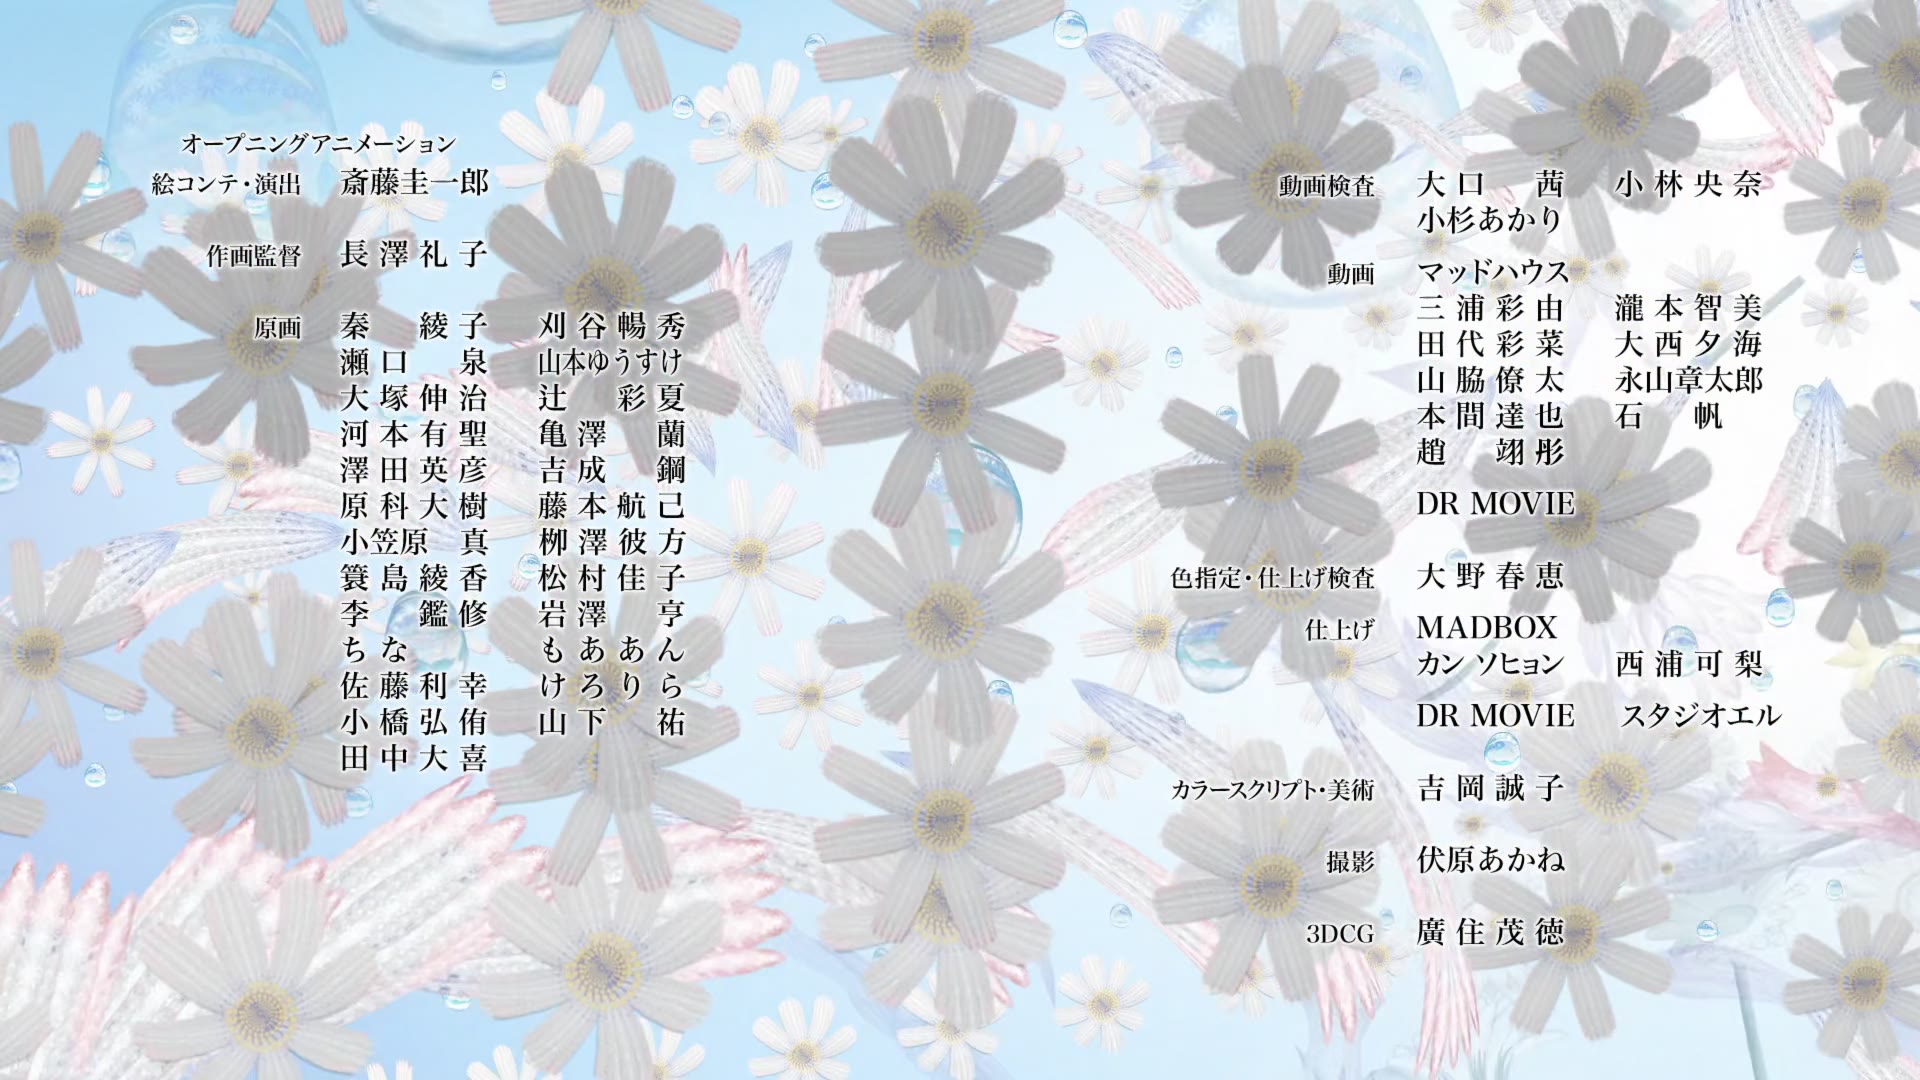 オープニングアニメーション
絵コンテ・演出 斎藤圭一郎
作画監督 長澤礼子
原画 秦綾子 刈谷暢秀
瀬口泉 山本ゆうすけ
大塚伸治 辻彩夏
河本有聖 亀澤蘭
澤田英彦 吉成鋼
原科大樹 藤本航己
小笠原真 柳澤彼方
簑島綾香 松村佳子
李鑑修 岩澤亨
ちな もああん
佐藤利幸 けろりら
小橋弘侑 山下祐
田中大喜
動画検査 大口茜 小林央奈
小杉あかり
動画 マッドハウス
三浦彩由 瀧本智美
田代彩菜 大西夕海
山脇僚太 永山章太郎
本間達也 石帆
趙翊彤
DR MOVIE
色指定・仕上げ検査 大野春恵
仕上げ MADBOX
カン ソヒョン 西浦可梨
DR MOVIE スタジオエル
カラースクリプト・美術 吉岡誠子
撮影 伏原あかね
3DCG 廣住茂徳